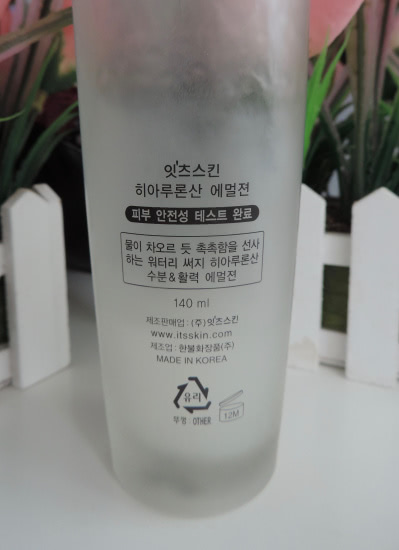 잇츠스킨
히아루론산 에멀젼
피부 안전성 테스트 완료
물이 차오르 듯 촉촉함을 선사
하는 워터리 써지 히아루론산
수분&활력 에멀젼
140 ml
제조판매업 : (주)잇츠스킨
www.itsskin.com
제조업 : 한불화장품(주)
MADE IN KOREA
유리
뚜껑 : OTHER
12M